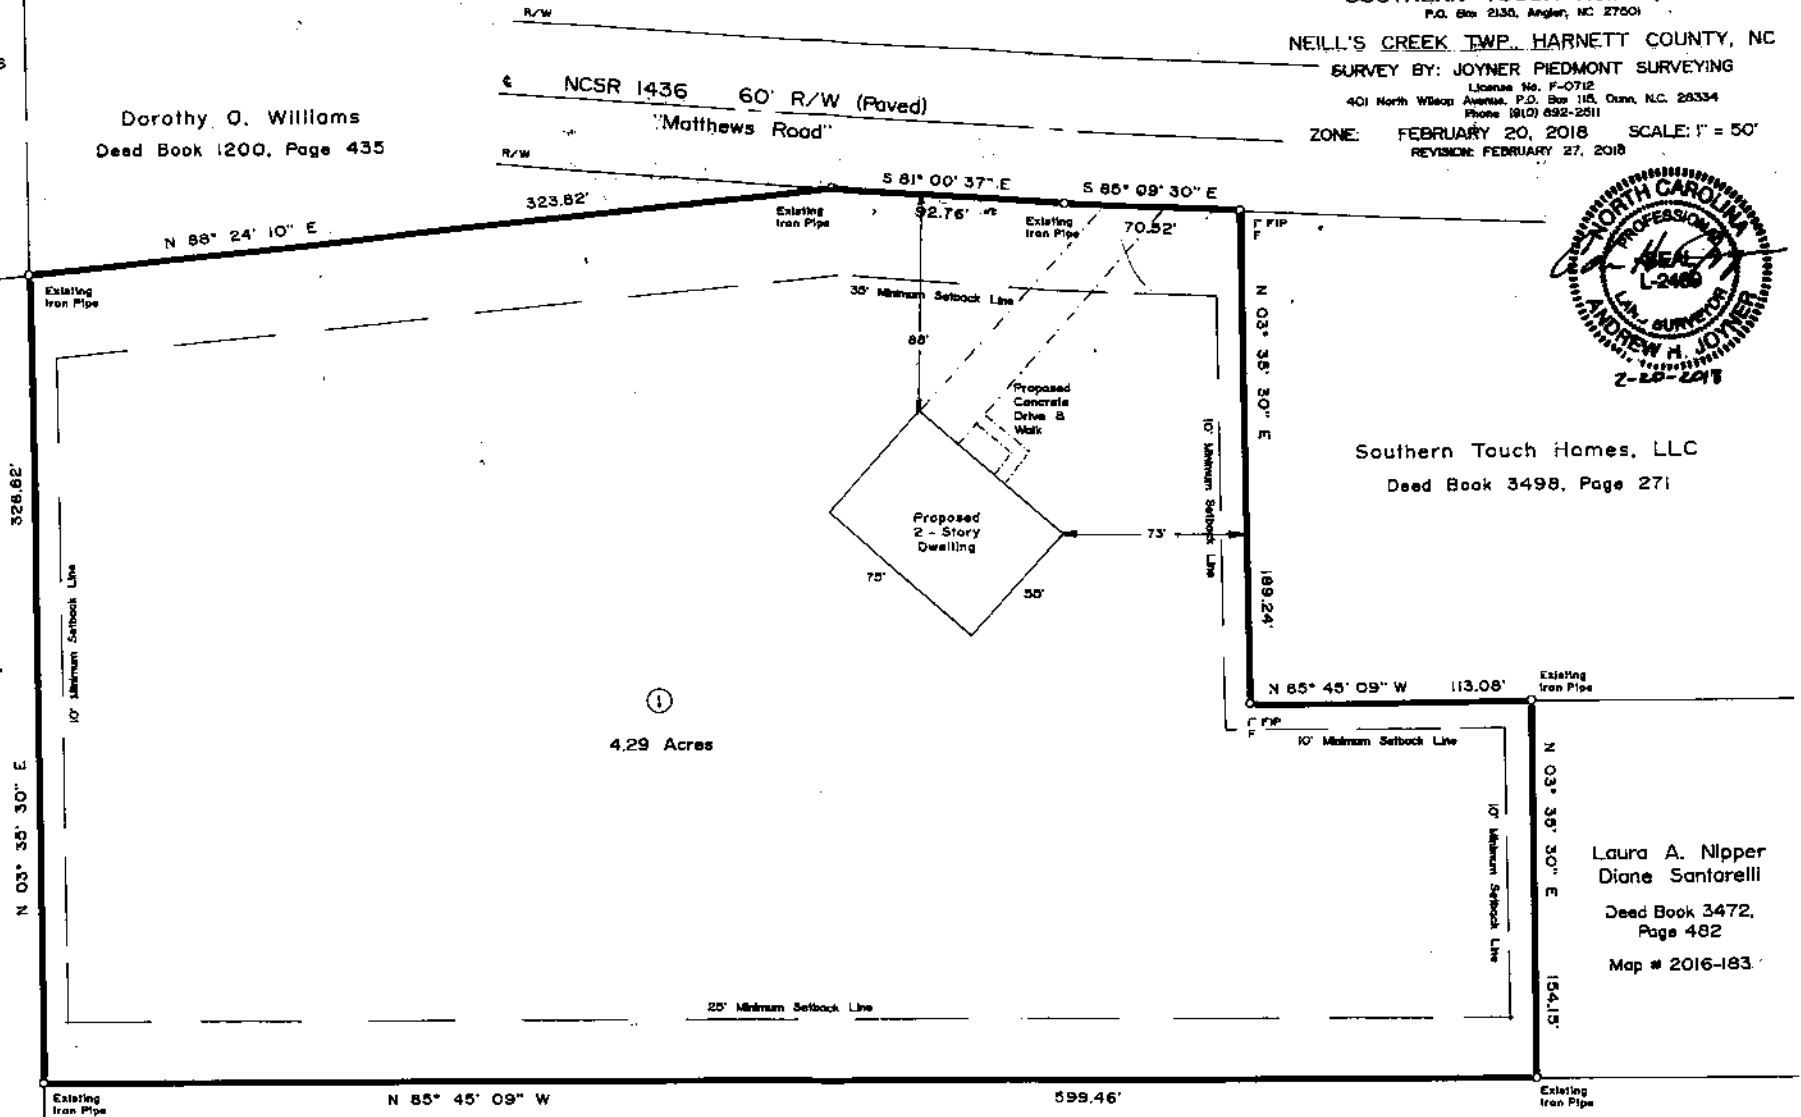 P.O. Box 2135, Angier, NC 27501
NEILL'S CREEK TWP., HARNETT COUNTY, NC
SURVEY BY: JOYNER PIEDMONT SURVEYING
License No. F-0712
401 North Wilson Avenue, P.O. Box 115, Dunn, N.C. 28334
Phone (910) 892-2511
ZONE: FEBRUARY 20, 2018 SCALE: 1" = 50'
REVISION: FEBRUARY 27, 2018
R/W
NCSR 1436 60' R/W (Paved)
"Matthews Road"
R/W
Dorothy O. Williams
Deed Book 1200, Page 435
N 88° 24' 10" E
323.82'
S 81° 00' 37" E
92.76'
S 85° 09' 30" E
70.52'
Existing
Iron Pipe
Existing
Iron Pipe
Existing
Iron Pipe
NORTH CAROLINA
PROFESSIONAL
SEAL
L-2469
LAND SURVEYOR
ANDREW H. JOYNER
2-20-2018
35' Minimum Setback Line
88'
Proposed
Concrete
Drive &
Walk
N 03° 35' 30" E
189.24'
10' Minimum Setback Line
Southern Touch Homes, LLC
Deed Book 3498, Page 271
Proposed
2 - Story
Dwelling
73'
75'
55'
328.82'
N 03° 35' 30" E
10' Minimum Setback Line
1
4.29 Acres
N 85° 45' 09" W
113.08'
Existing
Iron Pipe
10' Minimum Setback Line
N 03° 35' 30" E
154.15'
10' Minimum Setback Line
Laura A. Nipper
Diane Santarelli
Deed Book 3472,
Page 482
Map # 2016-183
25' Minimum Setback Line
Existing
Iron Pipe
N 85° 45' 09" W
599.46'
Existing
Iron Pipe